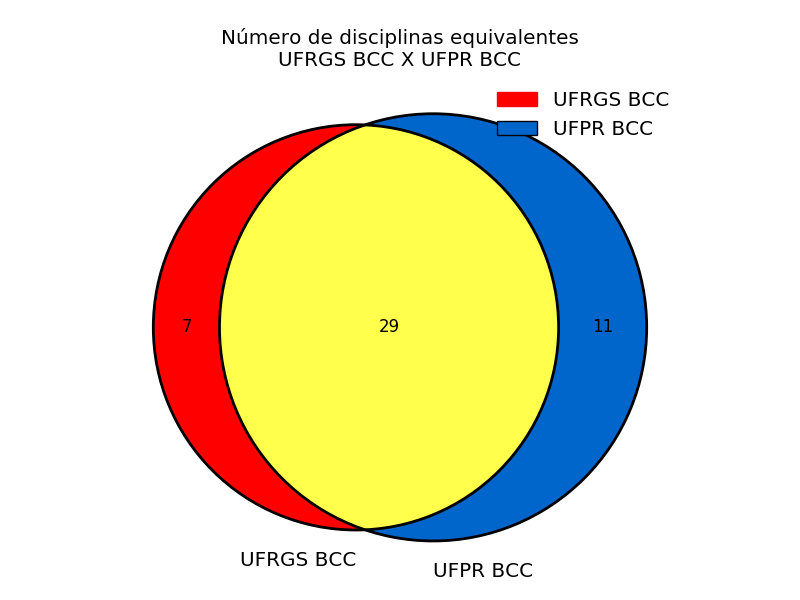 Número de disciplinas equivalentes
UFRGS BCC X UFPR BCC
UFRGS BCC
UFPR BCC
7
29
11
UFRGS BCC
UFPR BCC